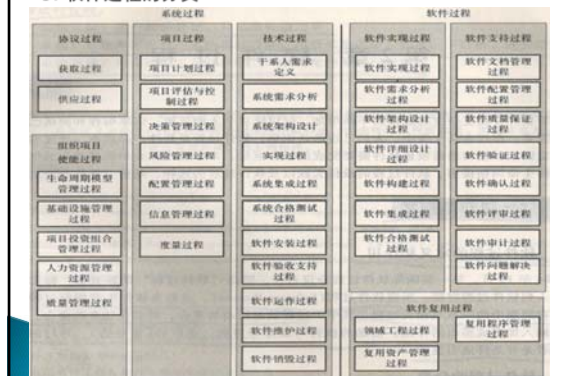 系统过程
软件过程
协议过程
获取过程
供应过程
组织项目
使能过程
生命周期模型
管理过程
基础设施管理
过程
项目投资组合
管理过程
人力资源管理
过程
质量管理过程
项目过程
项目计划过程
项目评估与控
制过程
决策管理过程
风险管理过程
配置管理过程
信息管理过程
度量过程
技术过程
干系人需求
定义
系统需求分析
系统架构设计
实现过程
系统集成过程
系统合格测试
过程
软件安装过程
软件验收支持
过程
软件运作过程
软件维护过程
软件销毁过程
软件实现过程
软件实现过程
软件需求分析
过程
软件架构设计
过程
软件详细设计
过程
软件构建过程
软件集成过程
软件合格测试
过程
软件支持过程
软件文档管理
过程
软件配置管理
过程
软件质量保证
过程
软件验证过程
软件确认过程
软件评审过程
软件审计过程
软件问题解决
过程
软件复用过程
领域工程过程
复用程序管理
过程
复用资产管理
过程